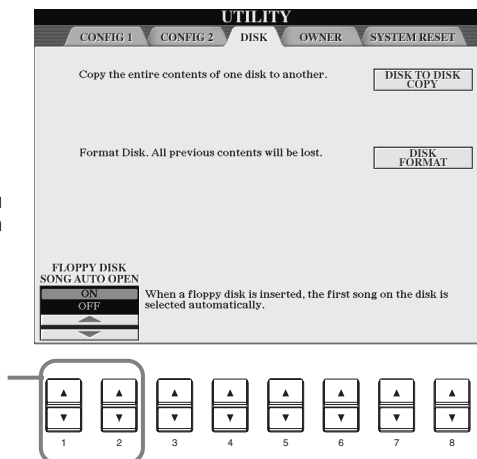 UTILITY
CONFIG 1 CONFIG 2 DISK OWNER SYSTEM RESET
Copy the entire contents of one disk to another.
DISK TO DISK
COPY
Format Disk. All previous contents will be lost.
DISK
FORMAT
FLOPPY DISK
SONG AUTO OPEN
ON
OFF
When a floppy disk is inserted, the first song on the disk is
selected automatically.
1 2 3 4 5 6 7 8